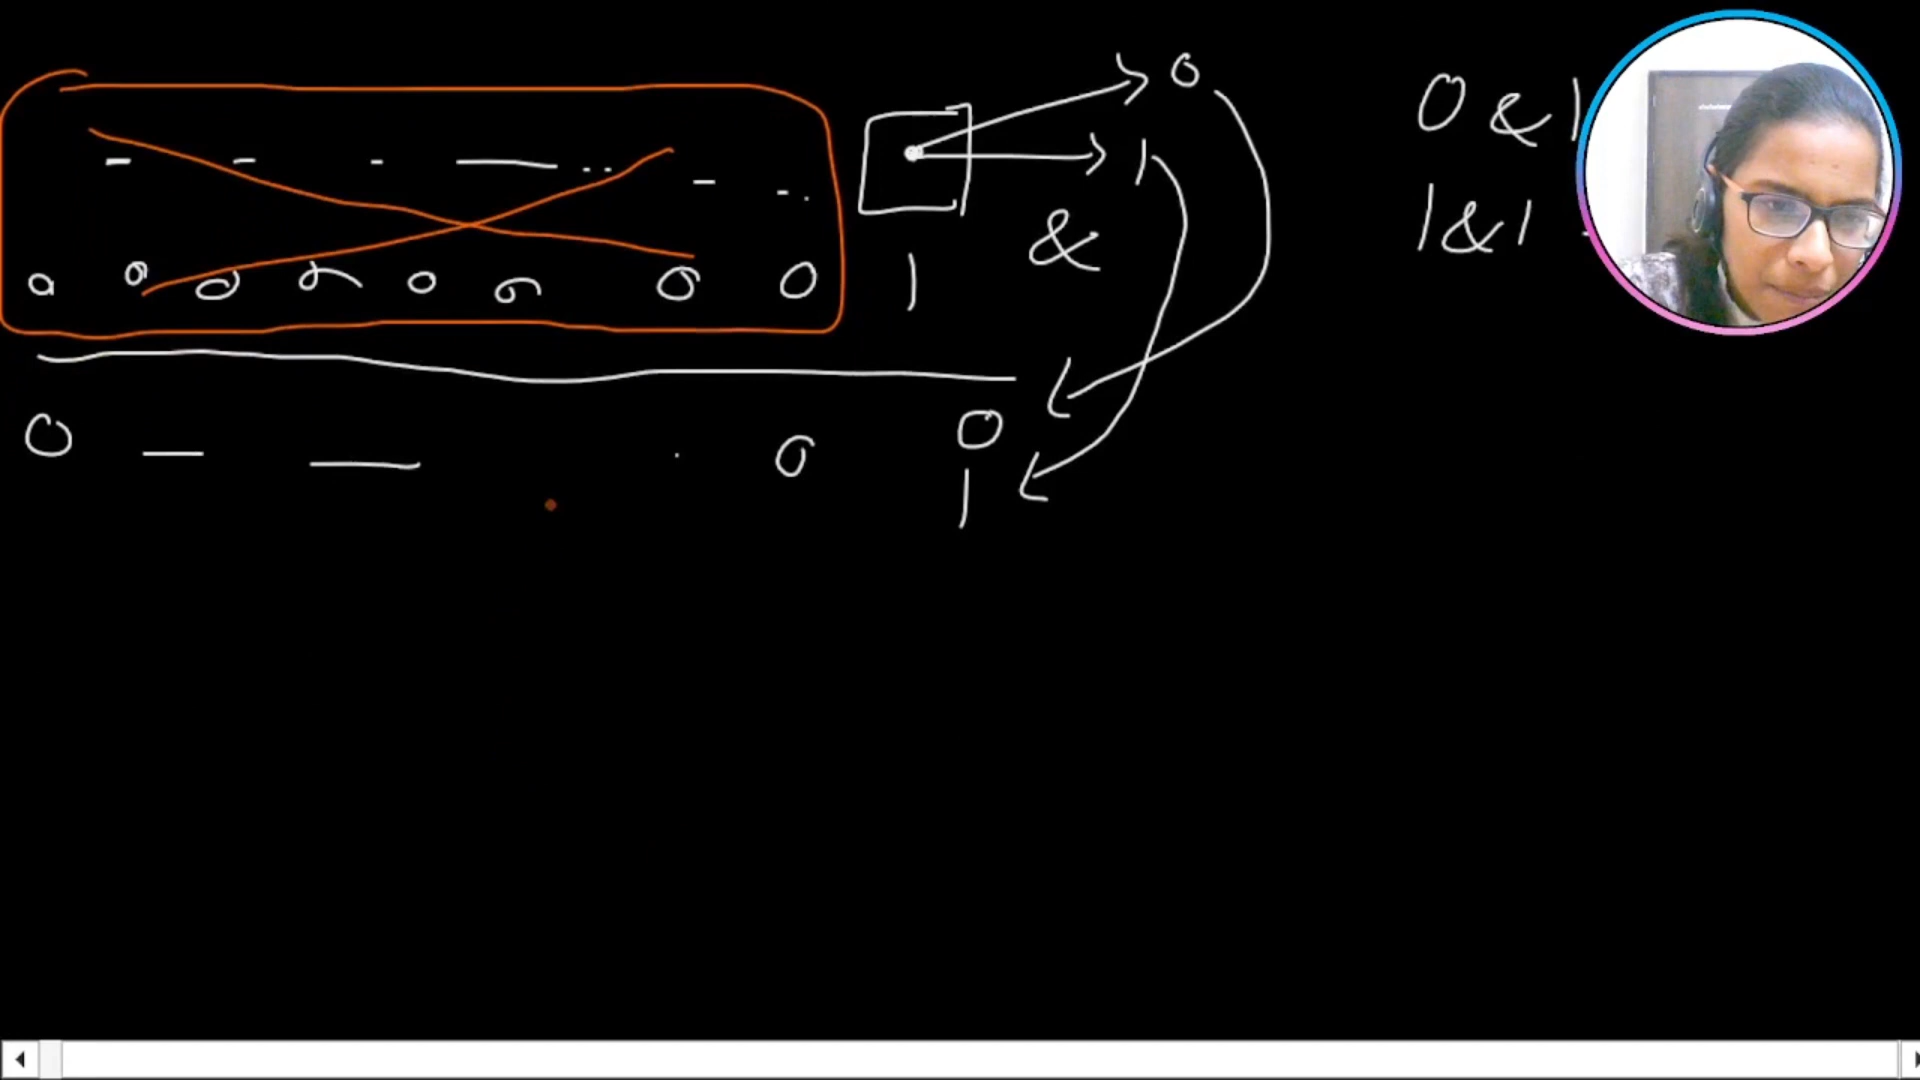 0
- - - — .. - -. 1
0 0 0 0 0 0 0 0 1 &
0 — — . 0 0
1
0 & 1
1 & 1